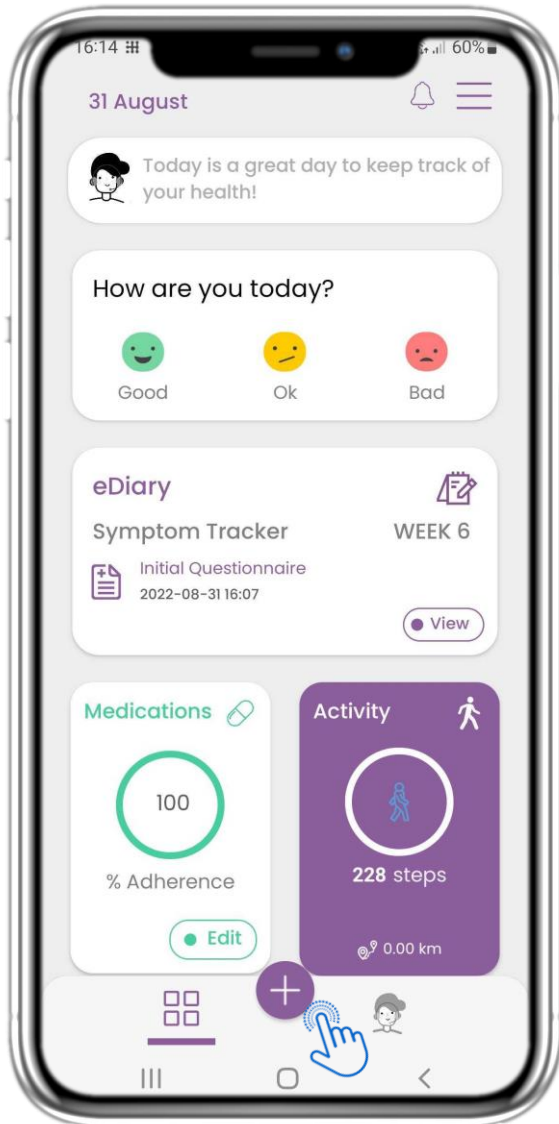 16:14 60%
31 August
Today is a great day to keep track of
your health!
How are you today?
Good Ok Bad
eDiary
Symptom Tracker WEEK 6
Initial Questionnaire
2022-08-31 16:07
View
Medications Activity
100
% Adherence 228 steps
Edit 0.00 km